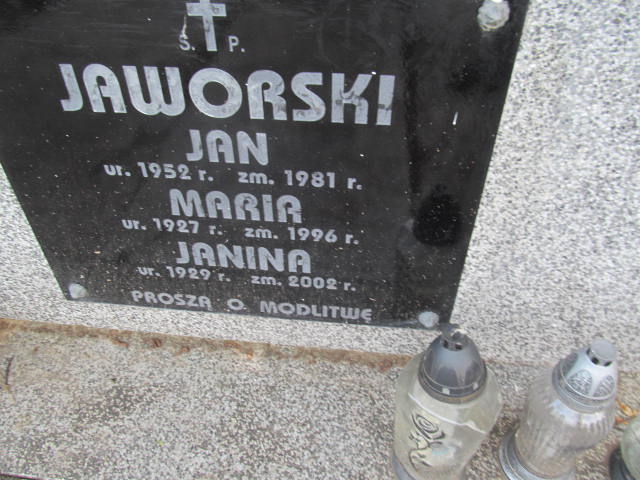 Ś. P.
JAWORSKI
JAN
ur. 1952 r. zm. 1981 r.
MARIA
ur. 1927 r. zm. 1996 r.
JANINA
ur. 1929 r. zm. 2002 r.
PROSZĄ O MODLITWĘ